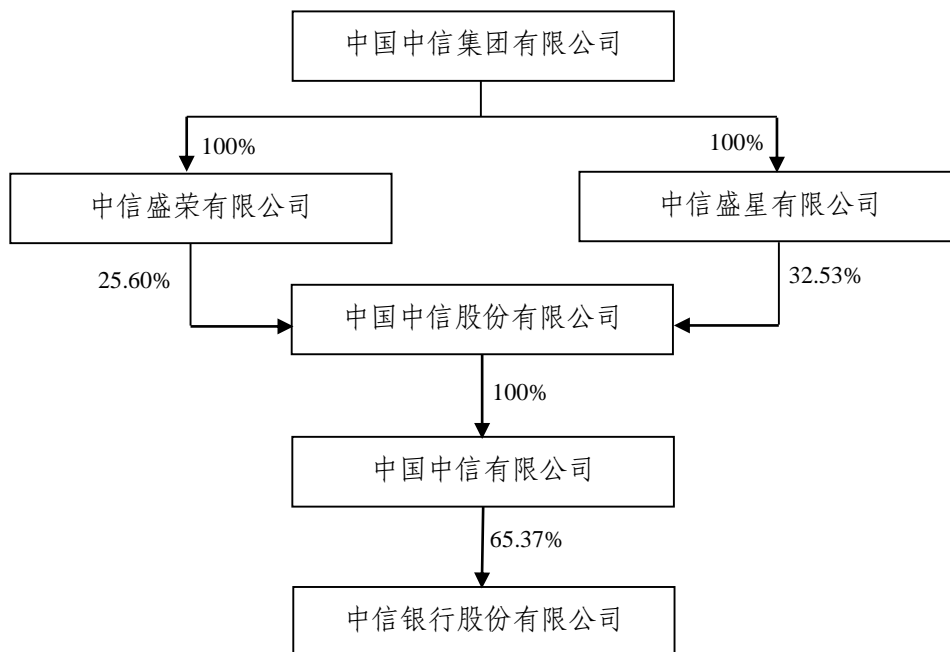 中国中信集团有限公司
100%
100%
中信盛荣有限公司
中信盛星有限公司
25.60%
32.53%
中国中信股份有限公司
100%
中国中信有限公司
65.37%
中信银行股份有限公司